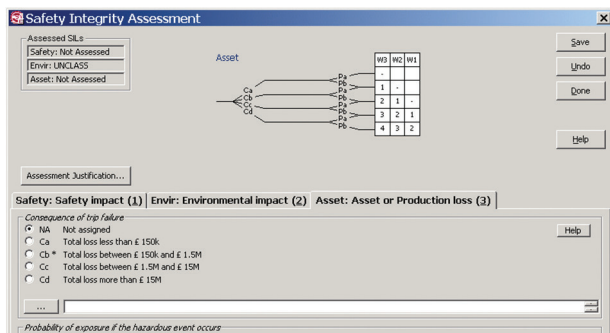 Safety Integrity Assessment
Assessed SILs
Safety: Not Assessed
Envir: UNCLASS
Asset: Not Assessed
Asset
W3 W2 W1
Ca
Cb
Cc
Cd
Pa -
Pb 1 -
Pa
Pb 2 1 -
Pa
Pb 3 2 1
Pa
Pb 4 3 2
Save
Undo
Done
Help
Assessment Justification...
Safety: Safety impact (1) Envir: Environmental impact (2) Asset: Asset or Production loss (3)
Consequence of trip failure
NA Not assigned
Ca Total loss less than £ 150k
Cb * Total loss between £ 150k and £ 1.5M
Cc Total loss between £ 1.5M and £ 15M
Cd Total loss more than £ 15M
Help
...
Probability of exposure if the hazardous event occurs